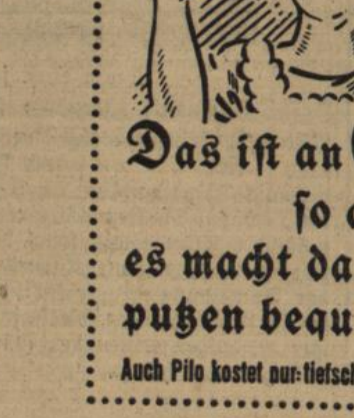 Das ist an
so
es macht da
putzen bequ
Auch Pilo kostet nur: tiefsch